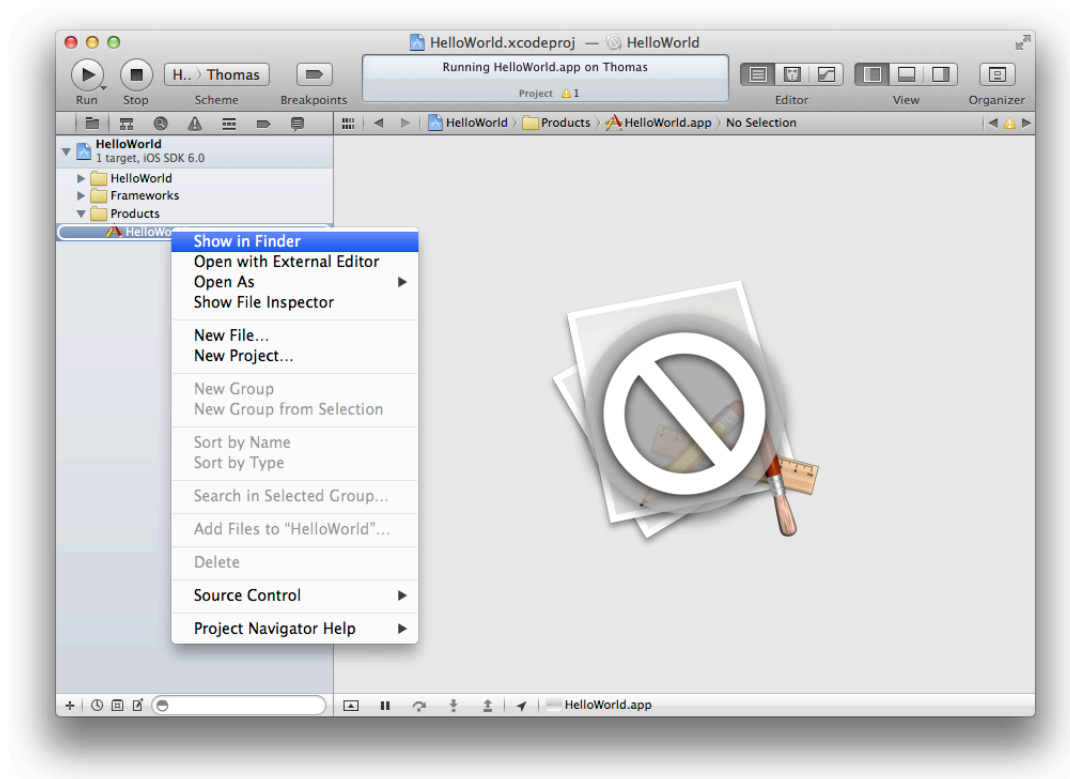 HelloWorld.xcodeproj — HelloWorld
Run
Stop
H.. 〉 Thomas
Scheme
Breakpoints
Running HelloWorld.app on Thomas
Project 1
Editor
View
Organizer
HelloWorld 〉 Products 〉 HelloWorld.app 〉 No Selection
HelloWorld
1 target, iOS SDK 6.0
HelloWorld
Frameworks
Products
HelloWo
Show in Finder
Open with External Editor
Open As
Show File Inspector
New File...
New Project...
New Group
New Group from Selection
Sort by Name
Sort by Type
Search in Selected Group...
Add Files to “HelloWorld”...
Delete
Source Control
Project Navigator Help
HelloWorld.app